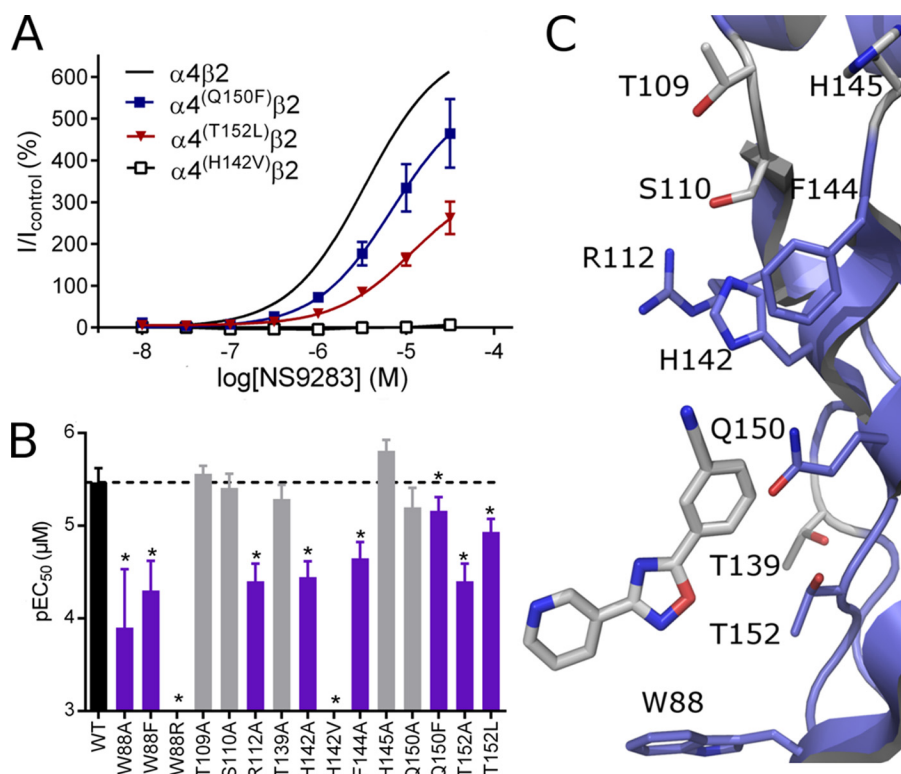 A
α4β2
α4(Q150F)β2
α4(T152L)β2
α4(H142V)β2
I/Icontrol (%)
600
500
400
300
200
100
0
-8 -7 -6 -5 -4
log[NS9283] (M)
B
pEC50 (µM)
6
5
4
3
*
*
*
*
*
*
*
*
*
*
WT
W88A
W88F
W88R
T109A
S110A
R112A
T139A
H142A
H142V
F144A
H145A
Q150A
Q150F
T152A
T152L
C
T109
H145
S110
F144
R112
H142
Q150
T139
T152
W88